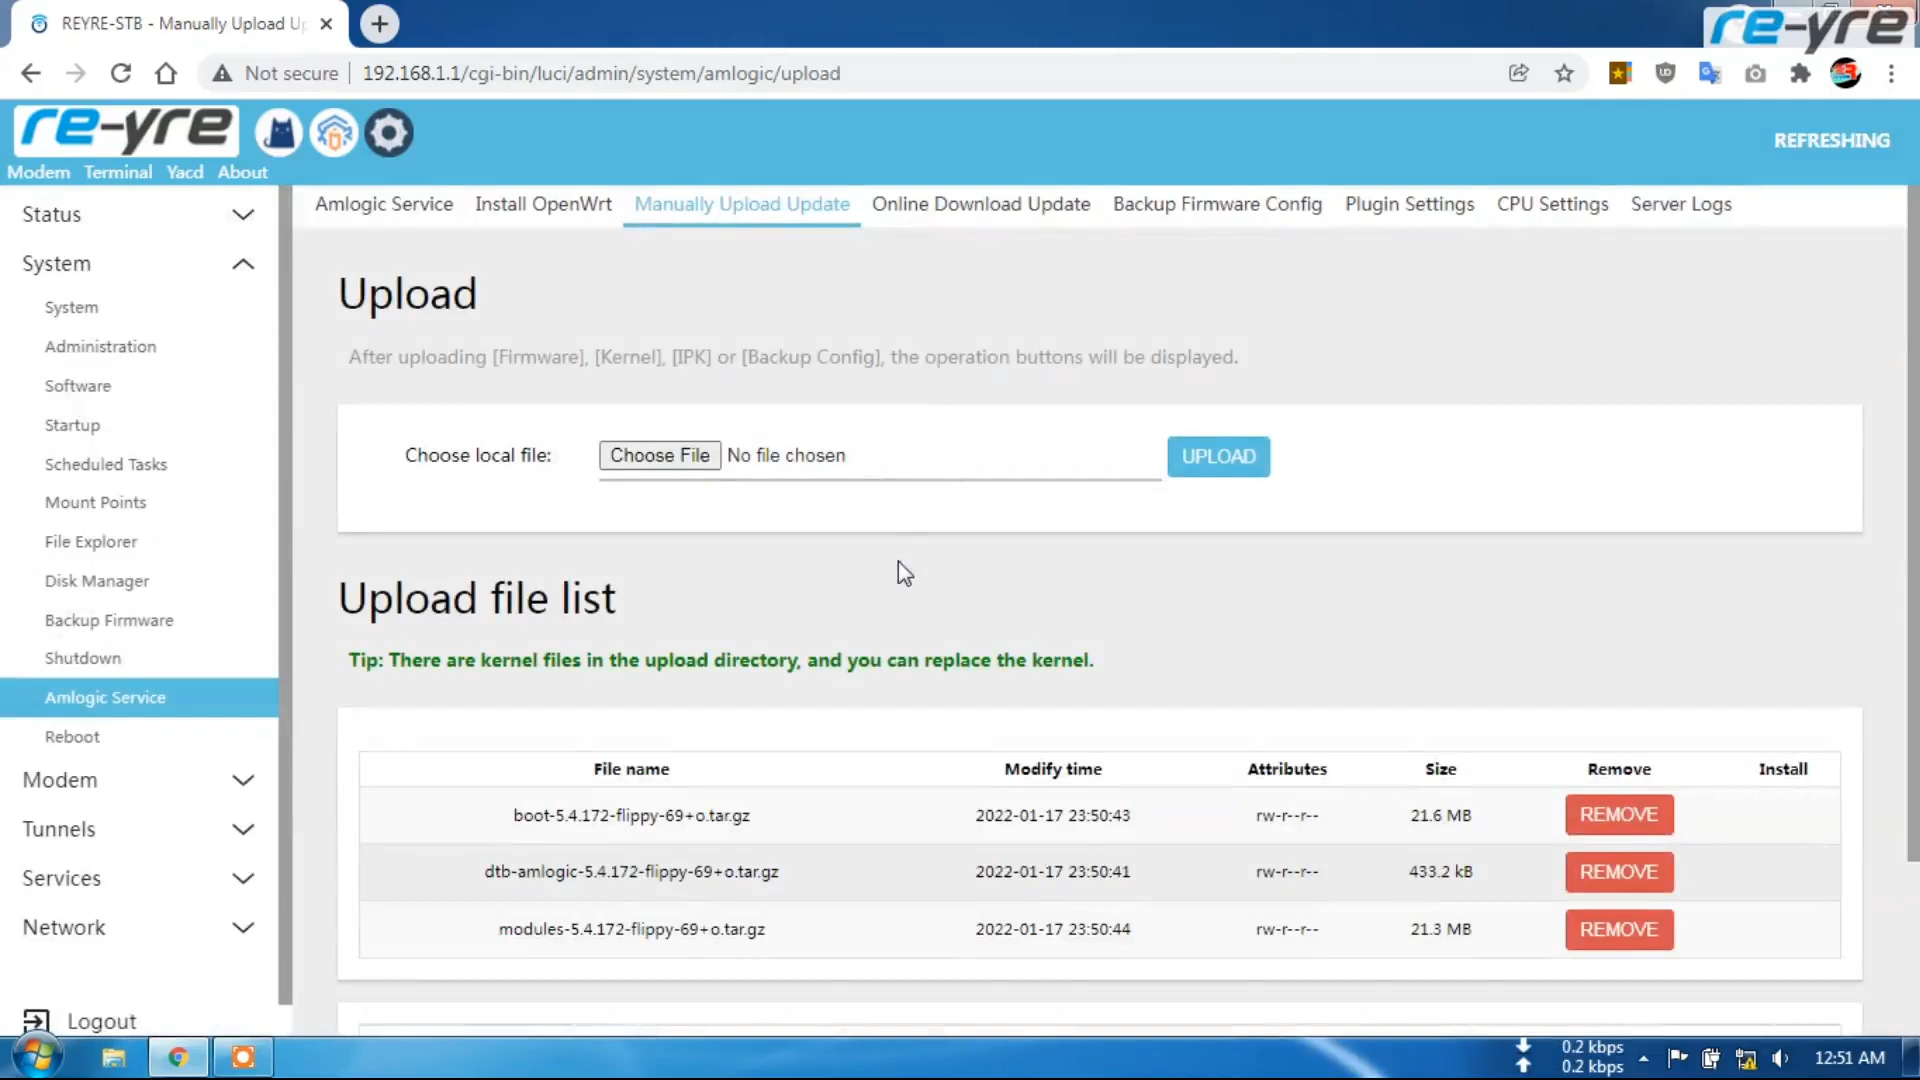 REYRE-STB - Manually Upload Up
re-yre
Not secure
192.168.1.1/cgi-bin/luci/admin/system/amlogic/upload
re-yre
REFRESHING
Modem Terminal Yacd About
Amlogic Service Install OpenWrt Manually Upload Update Online Download Update Backup Firmware Config Plugin Settings CPU Settings Server Logs
Status
System
System
Administration
Software
Startup
Scheduled Tasks
Mount Points
File Explorer
Disk Manager
Backup Firmware
Shutdown
Amlogic Service
Reboot
Modem
Tunnels
Services
Network
Logout
Upload
After uploading [Firmware], [Kernel], [IPK] or [Backup Config], the operation buttons will be displayed.
Choose local file: Choose File No file chosen UPLOAD
Upload file list
Tip: There are kernel files in the upload directory, and you can replace the kernel.
File name Modify time Attributes Size Remove Install
boot-5.4.172-flippy-69+o.tar.gz 2022-01-17 23:50:43 rw-r--r-- 21.6 MB REMOVE
dtb-amlogic-5.4.172-flippy-69+o.tar.gz 2022-01-17 23:50:41 rw-r--r-- 433.2 kB REMOVE
modules-5.4.172-flippy-69+o.tar.gz 2022-01-17 23:50:44 rw-r--r-- 21.3 MB REMOVE
0.2 kbps
0.2 kbps
12:51 AM